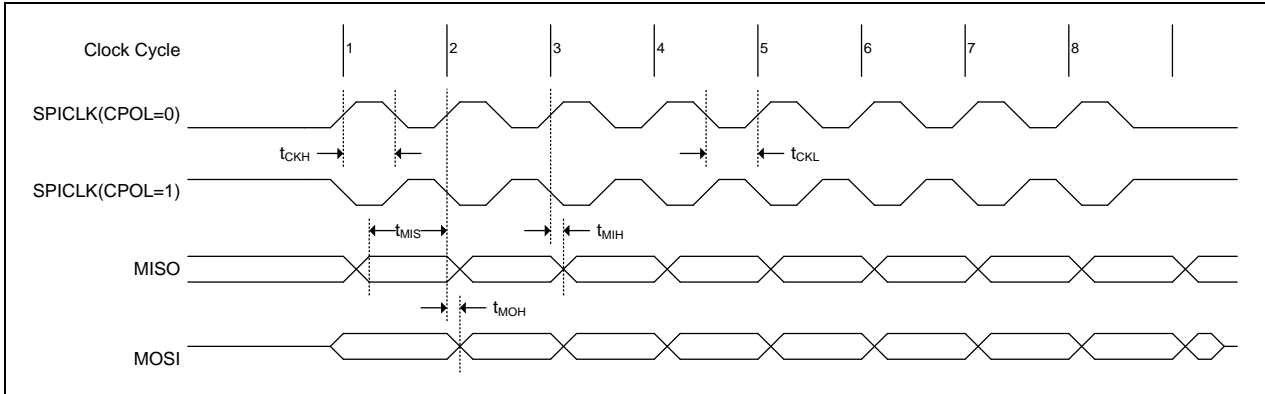 Clock Cycle 1 2 3 4 5 6 7 8
SPICLK(CPOL=0)
tCKH tCKL
SPICLK(CPOL=1)
tMIS tMIH
MISO
tMOH
MOSI